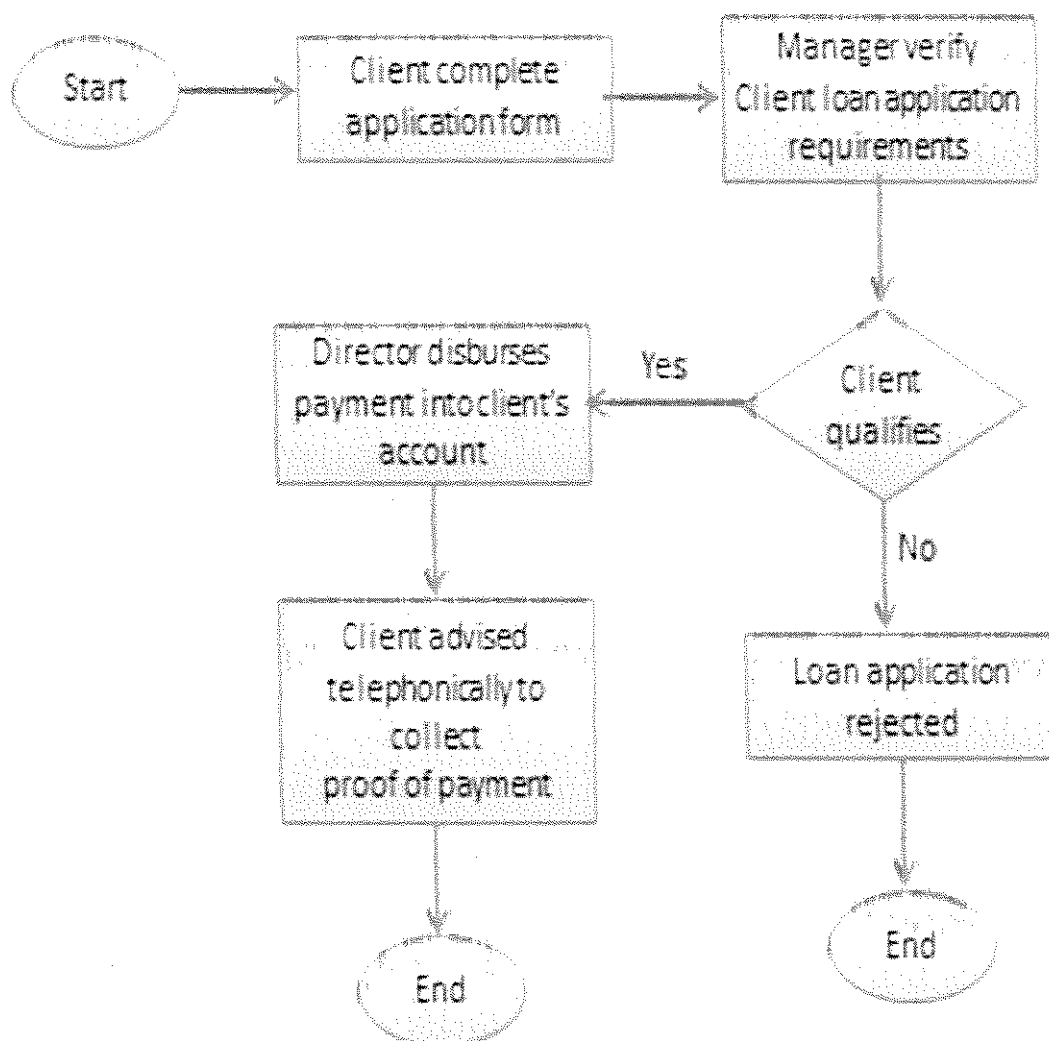 Start
Client complete
application form
Manager verify
Client loan application
requirements
Client
qualifies
Yes
Director disburses
payment into client's
account
Client advised
telephonically to
collect
proof of payment
End
No
Loan application
rejected
End